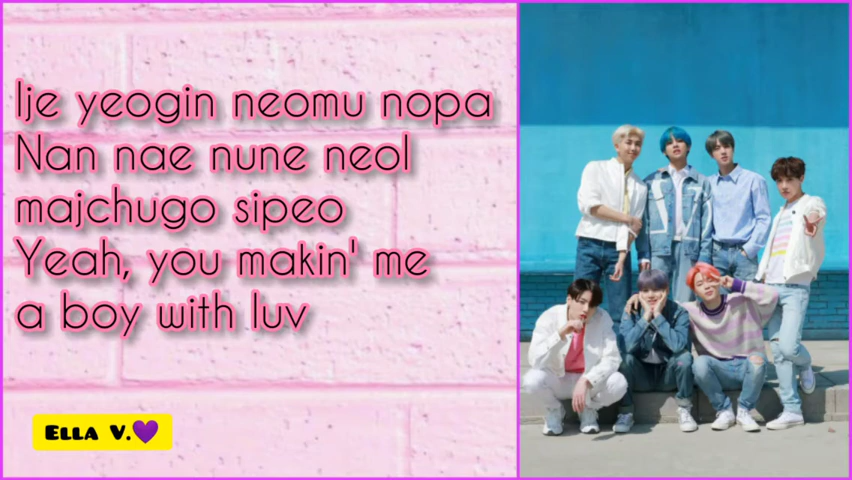 Ije yeogin neomu nopa
Nan nae nune neol
majchugo sipeo
Yeah, you makin' me
a boy with luv
ELLA V.💜